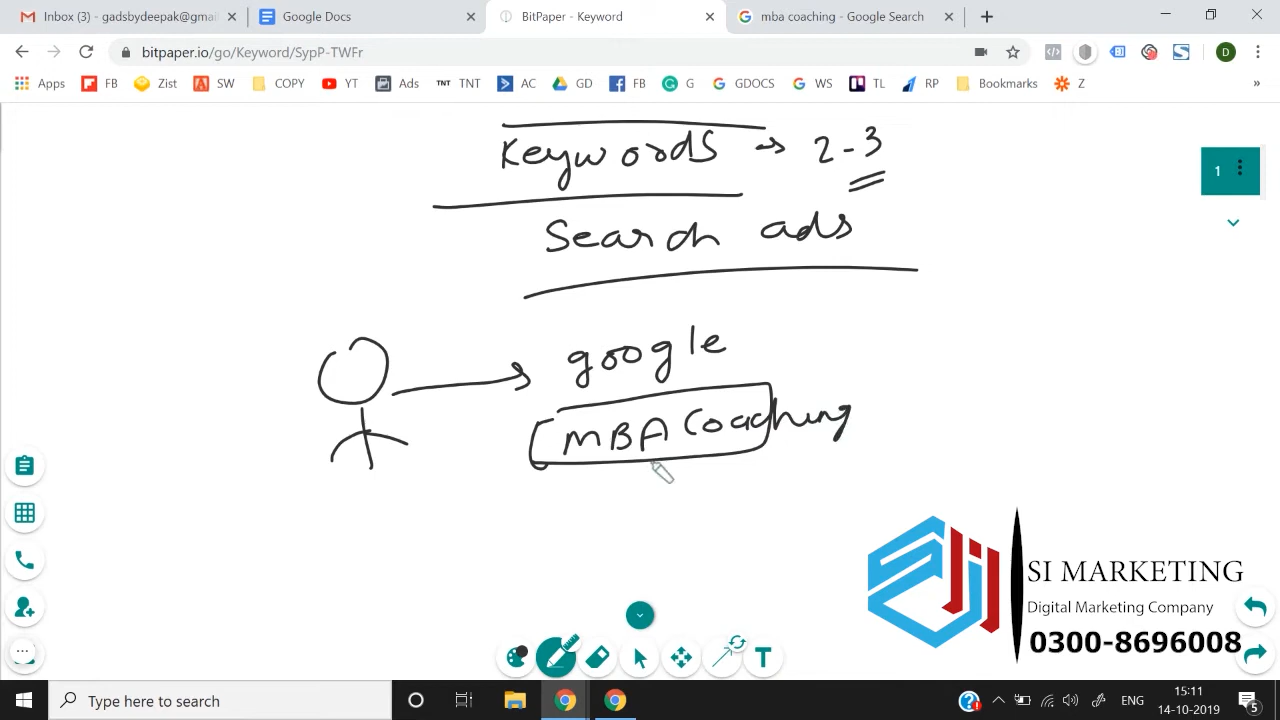 Inbox (3) - gadsbydeepak@gmai
Google Docs
BitPaper - Keyword
mba coaching - Google Search
bitpaper.io/go/Keyword/SypP-TWFr
D
Apps
FB
Zist
SW
COPY
YT
Ads
TNT TNT
AC
GD
FB
G
GDOCS
WS
TL
RP
Bookmarks
Z
»
Keywords → 2-3
1
Search ads
google
MBA Coaching
SI MARKETING
Digital Marketing Company
0300-8696008
T
Type here to search
ENG
15:11
14-10-2019
5